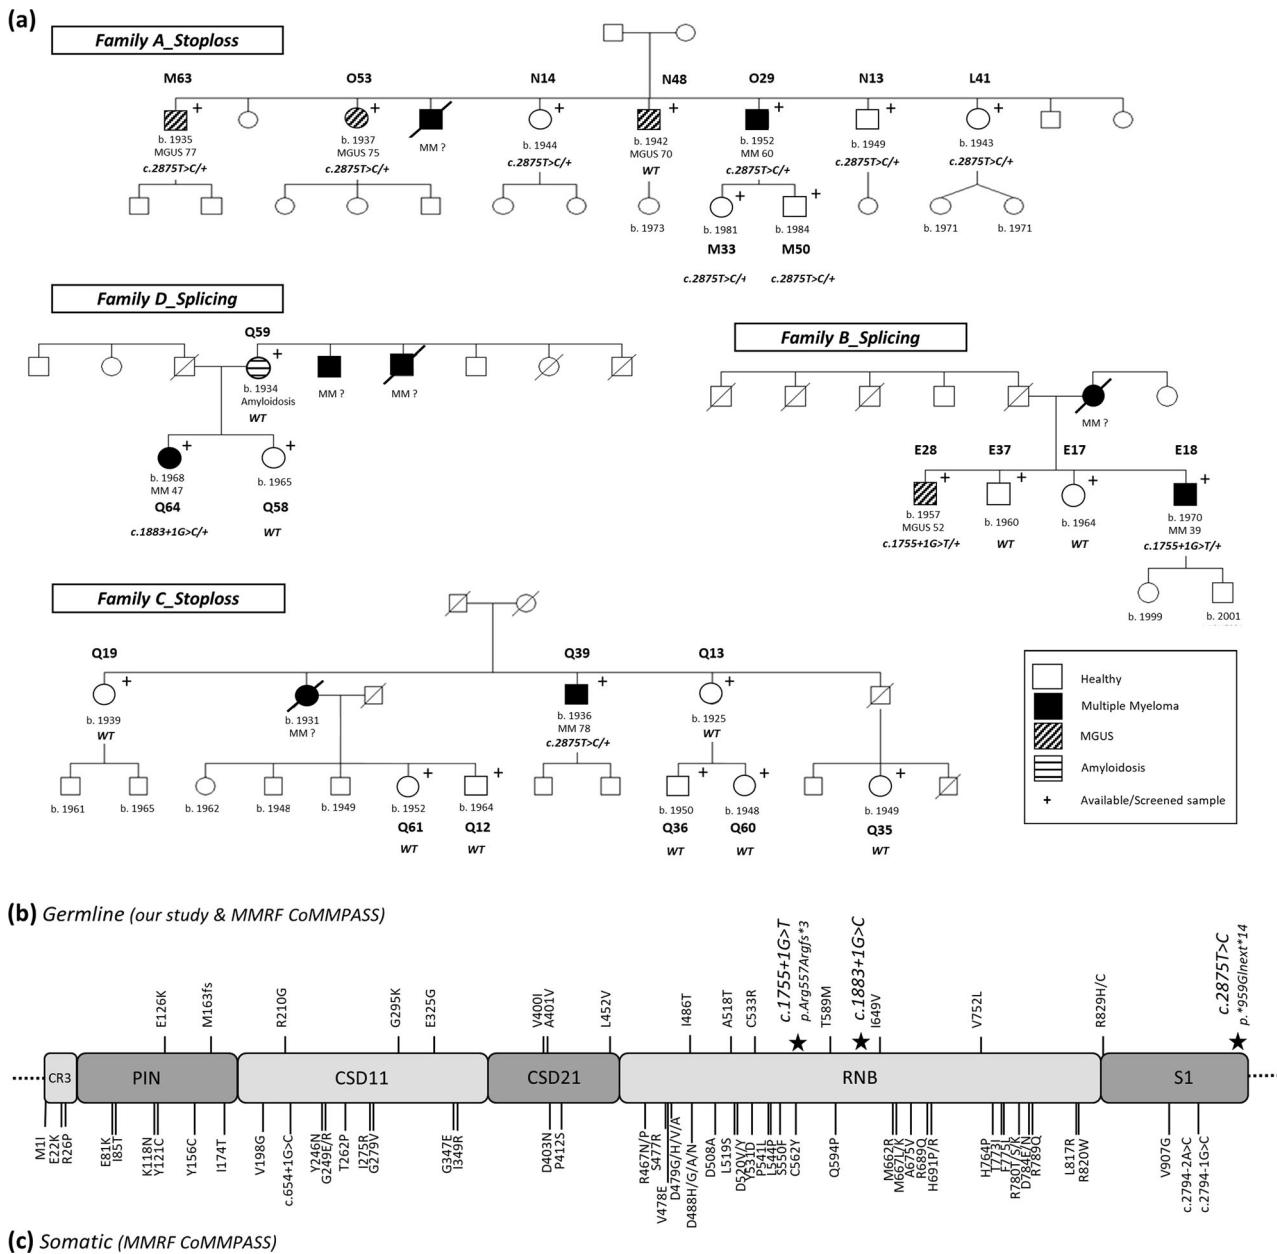 (a)
Family A_Stoploss
M63 O53 N14 N48 O29 N13 L41
+ + + + + + +
b. 1935 b. 1937 MM ? b. 1944 b. 1942 b. 1952 b. 1949 b. 1943
MGUS 77 MGUS 75 MGUS 70 MM 60
c.2875T>C/+ c.2875T>C/+ c.2875T>C/+ WT c.2875T>C/+ c.2875T>C/+ c.2875T>C/+
+ +
b. 1973 b. 1981 b. 1984 b. 1971 b. 1971
M33 M50
c.2875T>C/+ c.2875T>C/+
Family D_Splicing
Q59
+
b. 1934 MM ? MM ?
Amyloidosis
WT
+ +
b. 1968 b. 1965
MM 47
Q64 Q58
c.1883+1G>C/+ WT
Family B_Splicing
MM ?
E28 E37 E17 E18
+ + + +
b. 1957 b. 1960 b. 1964 b. 1970
MGUS 52 MM 39
c.1755+1G>T/+ WT WT c.1755+1G>T/+
b. 1999 b. 2001
Family C_Stoploss
Q19 Q39 Q13
+ + +
b. 1939 b. 1931 b. 1936 b. 1925
WT MM ? MM 78 WT
c.2875T>C/+
+ + + + +
b. 1961 b. 1965 b. 1962 b. 1948 b. 1949 b. 1952 b. 1964 b. 1950 b. 1948 b. 1949
Q61 Q12 Q36 Q60 Q35
WT WT WT WT WT
Healthy
Multiple Myeloma
MGUS
Amyloidosis
+ Available/Screened sample
(b) Germline (our study & MMRF CoMMPASS)
E126K
M163fs
R210G
G295K
E325G
V400I
A401V
L452V
I486T
A518T
C533R
c.1755+1G>T
p.Arg557Argfs*3
T589M
c.1883+1G>C
I649V
V752L
R829H/C
c.2875T>C
p.*959Glnext*14
CR3 PIN CSD11 CSD21 RNB S1
M1I
E22K
R26P
E81K
I85T
K118N
Y121C
Y156C
I174T
V198G
c.654+1G>C
Y246N
G249E/R
T262P
I275R
G279V
G347E
I349R
D403N
P412S
R467N/P
V478E
S477R
D479G/H/V/A
D488H/G/A/N
D508A
L519S
D520V/Y
Y531D
P541L
L544P
S550F
C562Y
Q594P
M662R
M667L/K
A675V
R689Q
H691P/R
H764P
T773I
F775L
R780T/S/K
D784E/N
R789Q
L817R
R820W
V907G
c.2794-2A>C
c.2794-1G>C
(c) Somatic (MMRF CoMMPASS)